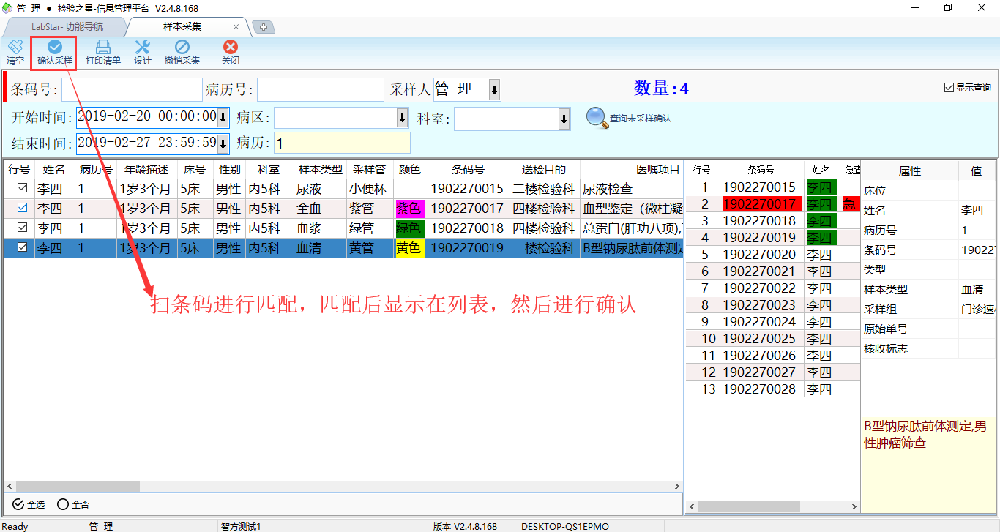 管 理 ● 检验之星-信息管理平台 V2.4.8.168
LabStar-功能导航 样本采集
清空 确认采样 打印清单 设计 撤销采集 关闭
条码号: 病历号: 采样人 管 理 数量:4 显示查询
开始时间: 2019-02-20 00:00:00 病区: 科室: 查询未采样确认
结束时间: 2019-02-27 23:59:59 病历: 1
行号 姓名 病历号 年龄描述 床号 性别 科室 样本类型 采样管 颜色 条码号 送检目的 医嘱项目
李四 1 1岁3个月 5床 男性 内5科 尿液 小便杯 1902270015 二楼检验科 尿液检查
李四 1 1岁3个月 5床 男性 内5科 全血 紫管 紫色 1902270017 四楼检验科 血型鉴定（微柱凝
李四 1 1岁3个月 5床 男性 内5科 血浆 绿管 绿色 1902270018 四楼检验科 总蛋白(肝功八项),
李四 1 1岁3个月 5床 男性 内5科 血清 黄管 黄色 1902270019 二楼检验科 B型钠尿肽前体测定
扫条码进行匹配，匹配后显示在列表，然后进行确认
全选 全否
行号 条码号 姓名 急查
1 1902270015 李四
2 1902270017 李四 急
3 1902270018 李四
4 1902270019 李四
5 1902270020 李四
6 1902270021 李四
7 1902270022 李四
8 1902270023 李四
9 1902270024 李四
10 1902270025 李四
11 1902270026 李四
12 1902270027 李四
13 1902270028 李四
属性 值
床位
姓名 李四
病历号 1
条码号 19022
类型
样本类型 血清
采样组 门诊速
原始单号
核收标志
B型钠尿肽前体测定,男
性肿瘤筛查
Ready 管 理 智方测试1 版本 V2.4.8.168 DESKTOP-QS1EPMO